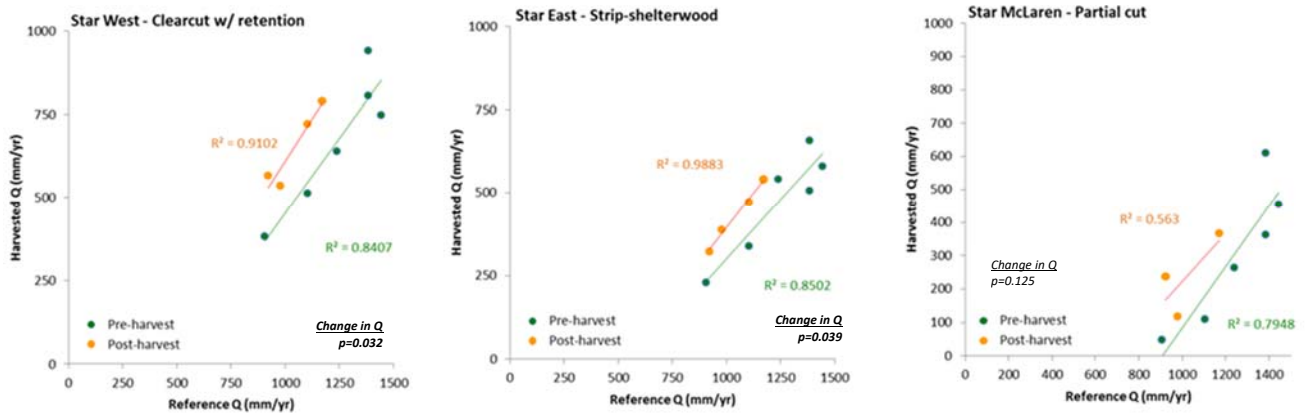 Star West - Clearcut w/ retention
1000
750
500
250
0
Harvested Q (mm/yr)
R² = 0.9102
R² = 0.8407
Pre-harvest
Post-harvest
Change in Q
p=0.032
0 250 500 750 1000 1250 1500
Reference Q (mm/yr)
Star East - Strip-shelterwood
1000
750
500
250
0
Harvested Q (mm/yr)
R² = 0.9883
R² = 0.8502
Pre-harvest
Post-harvest
Change in Q
p=0.039
0 250 500 750 1000 1250 1500
Reference Q (mm/yr)
Star McLaren - Partial cut
1000
900
800
700
600
500
400
300
200
100
0
Harvested Q (mm/yr)
R² = 0.563
Change in Q
p=0.125
Pre-harvest
Post-harvest
R² = 0.7948
0 200 400 600 800 1000 1200 1400
Reference Q (mm/yr)